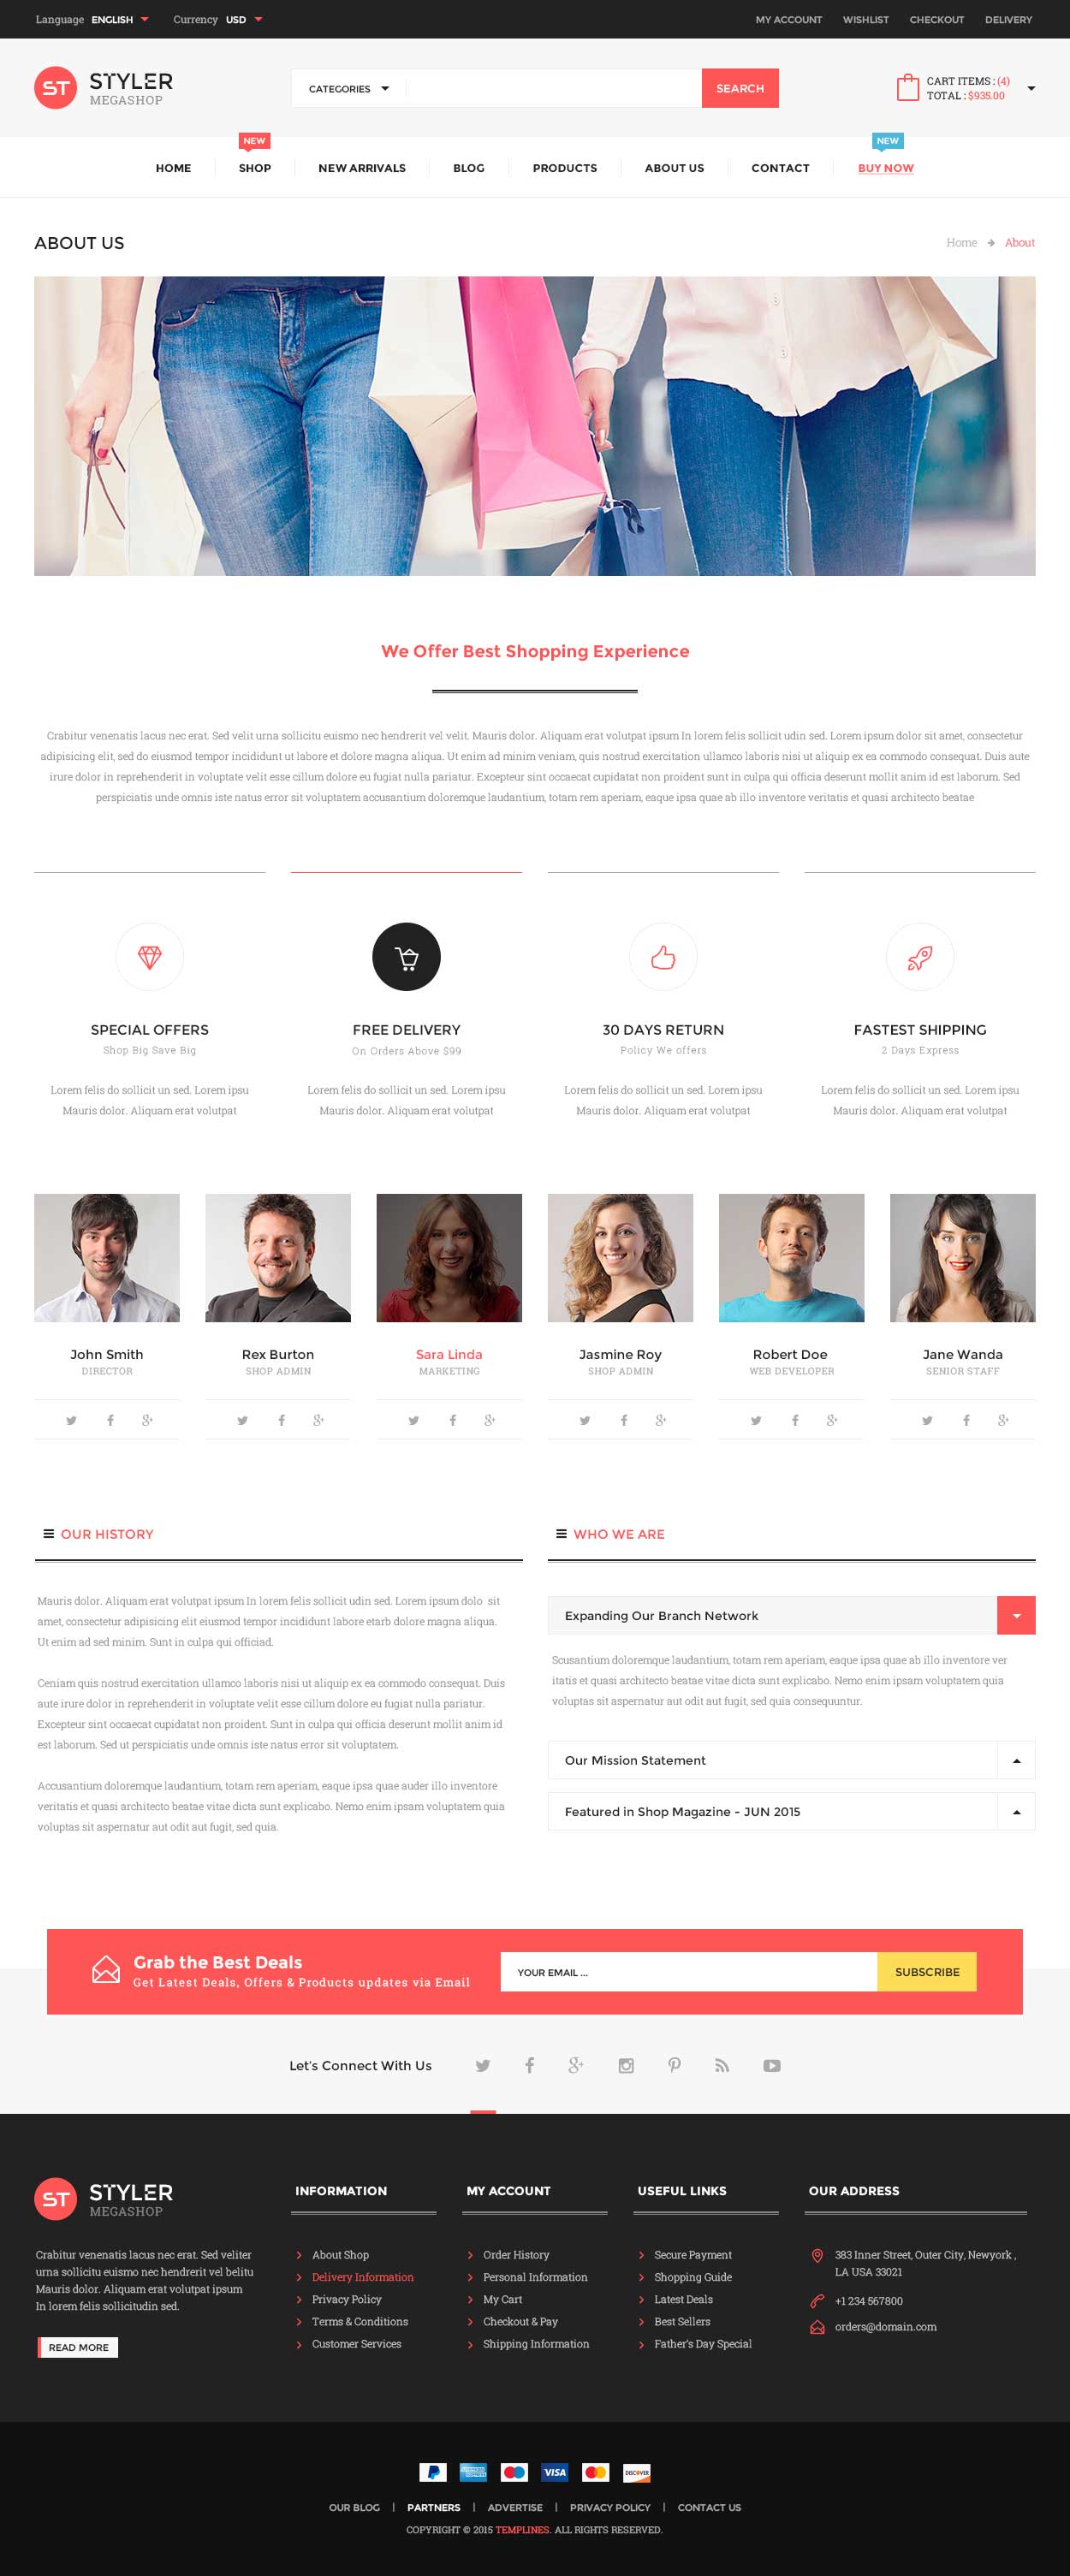 Language ENGLISH Currency USD MY ACCOUNT WISHLIST CHECKOUT DELIVERY
ST STYLER
MEGASHOP
CATEGORIES SEARCH
CART ITEMS : (4)
TOTAL : $935.00
NEW NEW
HOME SHOP NEW ARRIVALS BLOG PRODUCTS ABOUT US CONTACT BUY NOW
ABOUT US Home About
We Offer Best Shopping Experience
Crabitur venenatis lacus nec erat. Sed velit urna sollicitu euismo nec hendrerit vel velit. Mauris dolor. Aliquam erat volutpat ipsum In lorem felis sollicit udin sed. Lorem ipsum dolor sit amet, consectetur
adipisicing elit, sed do eiusmod tempor incididunt ut labore et dolore magna aliqua. Ut enim ad minim veniam, quis nostrud exercitation ullamco laboris nisi ut aliquip ex ea commodo consequat. Duis aute
irure dolor in reprehenderit in voluptate velit esse cillum dolore eu fugiat nulla pariatur. Excepteur sint occaecat cupidatat non proident sunt in culpa qui officia deserunt mollit anim id est laborum. Sed
perspiciatis unde omnis iste natus error sit voluptatem accusantium doloremque laudantium, totam rem aperiam, eaque ipsa quae ab illo inventore veritatis et quasi architecto beatae
SPECIAL OFFERS
Shop Big Save Big
Lorem felis do sollicit un sed. Lorem ipsu
Mauris dolor. Aliquam erat volutpat
FREE DELIVERY
On Orders Above $99
Lorem felis do sollicit un sed. Lorem ipsu
Mauris dolor. Aliquam erat volutpat
30 DAYS RETURN
Policy We offers
Lorem felis do sollicit un sed. Lorem ipsu
Mauris dolor. Aliquam erat volutpat
FASTEST SHIPPING
2 Days Express
Lorem felis do sollicit un sed. Lorem ipsu
Mauris dolor. Aliquam erat volutpat
John Smith
DIRECTOR
Rex Burton
SHOP ADMIN
Sara Linda
MARKETING
Jasmine Roy
SHOP ADMIN
Robert Doe
WEB DEVELOPER
Jane Wanda
SENIOR STAFF
OUR HISTORY
Mauris dolor. Aliquam erat volutpat ipsum In lorem felis sollicit udin sed. Lorem ipsum dolo sit
amet, consectetur adipisicing elit eiusmod tempor incididunt labore etarb dolore magna aliqua.
Ut enim ad sed minim. Sunt in culpa qui officiad.
Ceniam quis nostrud exercitation ullamco laboris nisi ut aliquip ex ea commodo consequat. Duis
aute irure dolor in reprehenderit in voluptate velit esse cillum dolore eu fugiat nulla pariatur.
Excepteur sint occaecat cupidatat non proident. Sunt in culpa qui officia deserunt mollit anim id
est laborum. Sed ut perspiciatis unde omnis iste natus error sit voluptatem.
Accusantium doloremque laudantium, totam rem aperiam, eaque ipsa quae auder illo inventore
veritatis et quasi architecto beatae vitae dicta sunt explicabo. Nemo enim ipsam voluptatem quia
voluptas sit aspernatur aut odit aut fugit, sed quia.
WHO WE ARE
Expanding Our Branch Network
Scusantium doloremque laudantium, totam rem aperiam, eaque ipsa quae ab illo inventore ver
tatis et quasi architecto beatae vitae dicta sunt explicabo. Nemo enim ipsam voluptatem quia
voluptas sit aspernatur aut odit aut fugit, sed quia consequuntur.
Our Mission Statement
Featured in Shop Magazine - JUN 2015
Grab the Best Deals
Get Latest Deals, Offers & Products updates via Email
YOUR EMAIL ... SUBSCRIBE
Let's Connect With Us
ST STYLER
MEGASHOP
Crabitur venenatis lacus nec erat. Sed veliter
urna sollicitu euismo nec hendrerit vel belitu
Mauris dolor. Aliquam erat volutpat ipsum
In lorem felis sollicitudin sed.
READ MORE
INFORMATION
About Shop
Delivery Information
Privacy Policy
Terms & Conditions
Customer Services
MY ACCOUNT
Order History
Personal Information
My Cart
Checkout & Pay
Shipping Information
USEFUL LINKS
Secure Payment
Shopping Guide
Latest Deals
Best Sellers
Father's Day Special
OUR ADDRESS
383 Inner Street, Outer City, Newyork ,
LA USA 33021
+1 234 567800
orders@domain.com
VISA DISCOVER
OUR BLOG | PARTNERS | ADVERTISE | PRIVACY POLICY | CONTACT US
COPYRIGHT © 2015 TEMPLINES. ALL RIGHTS RESERVED.